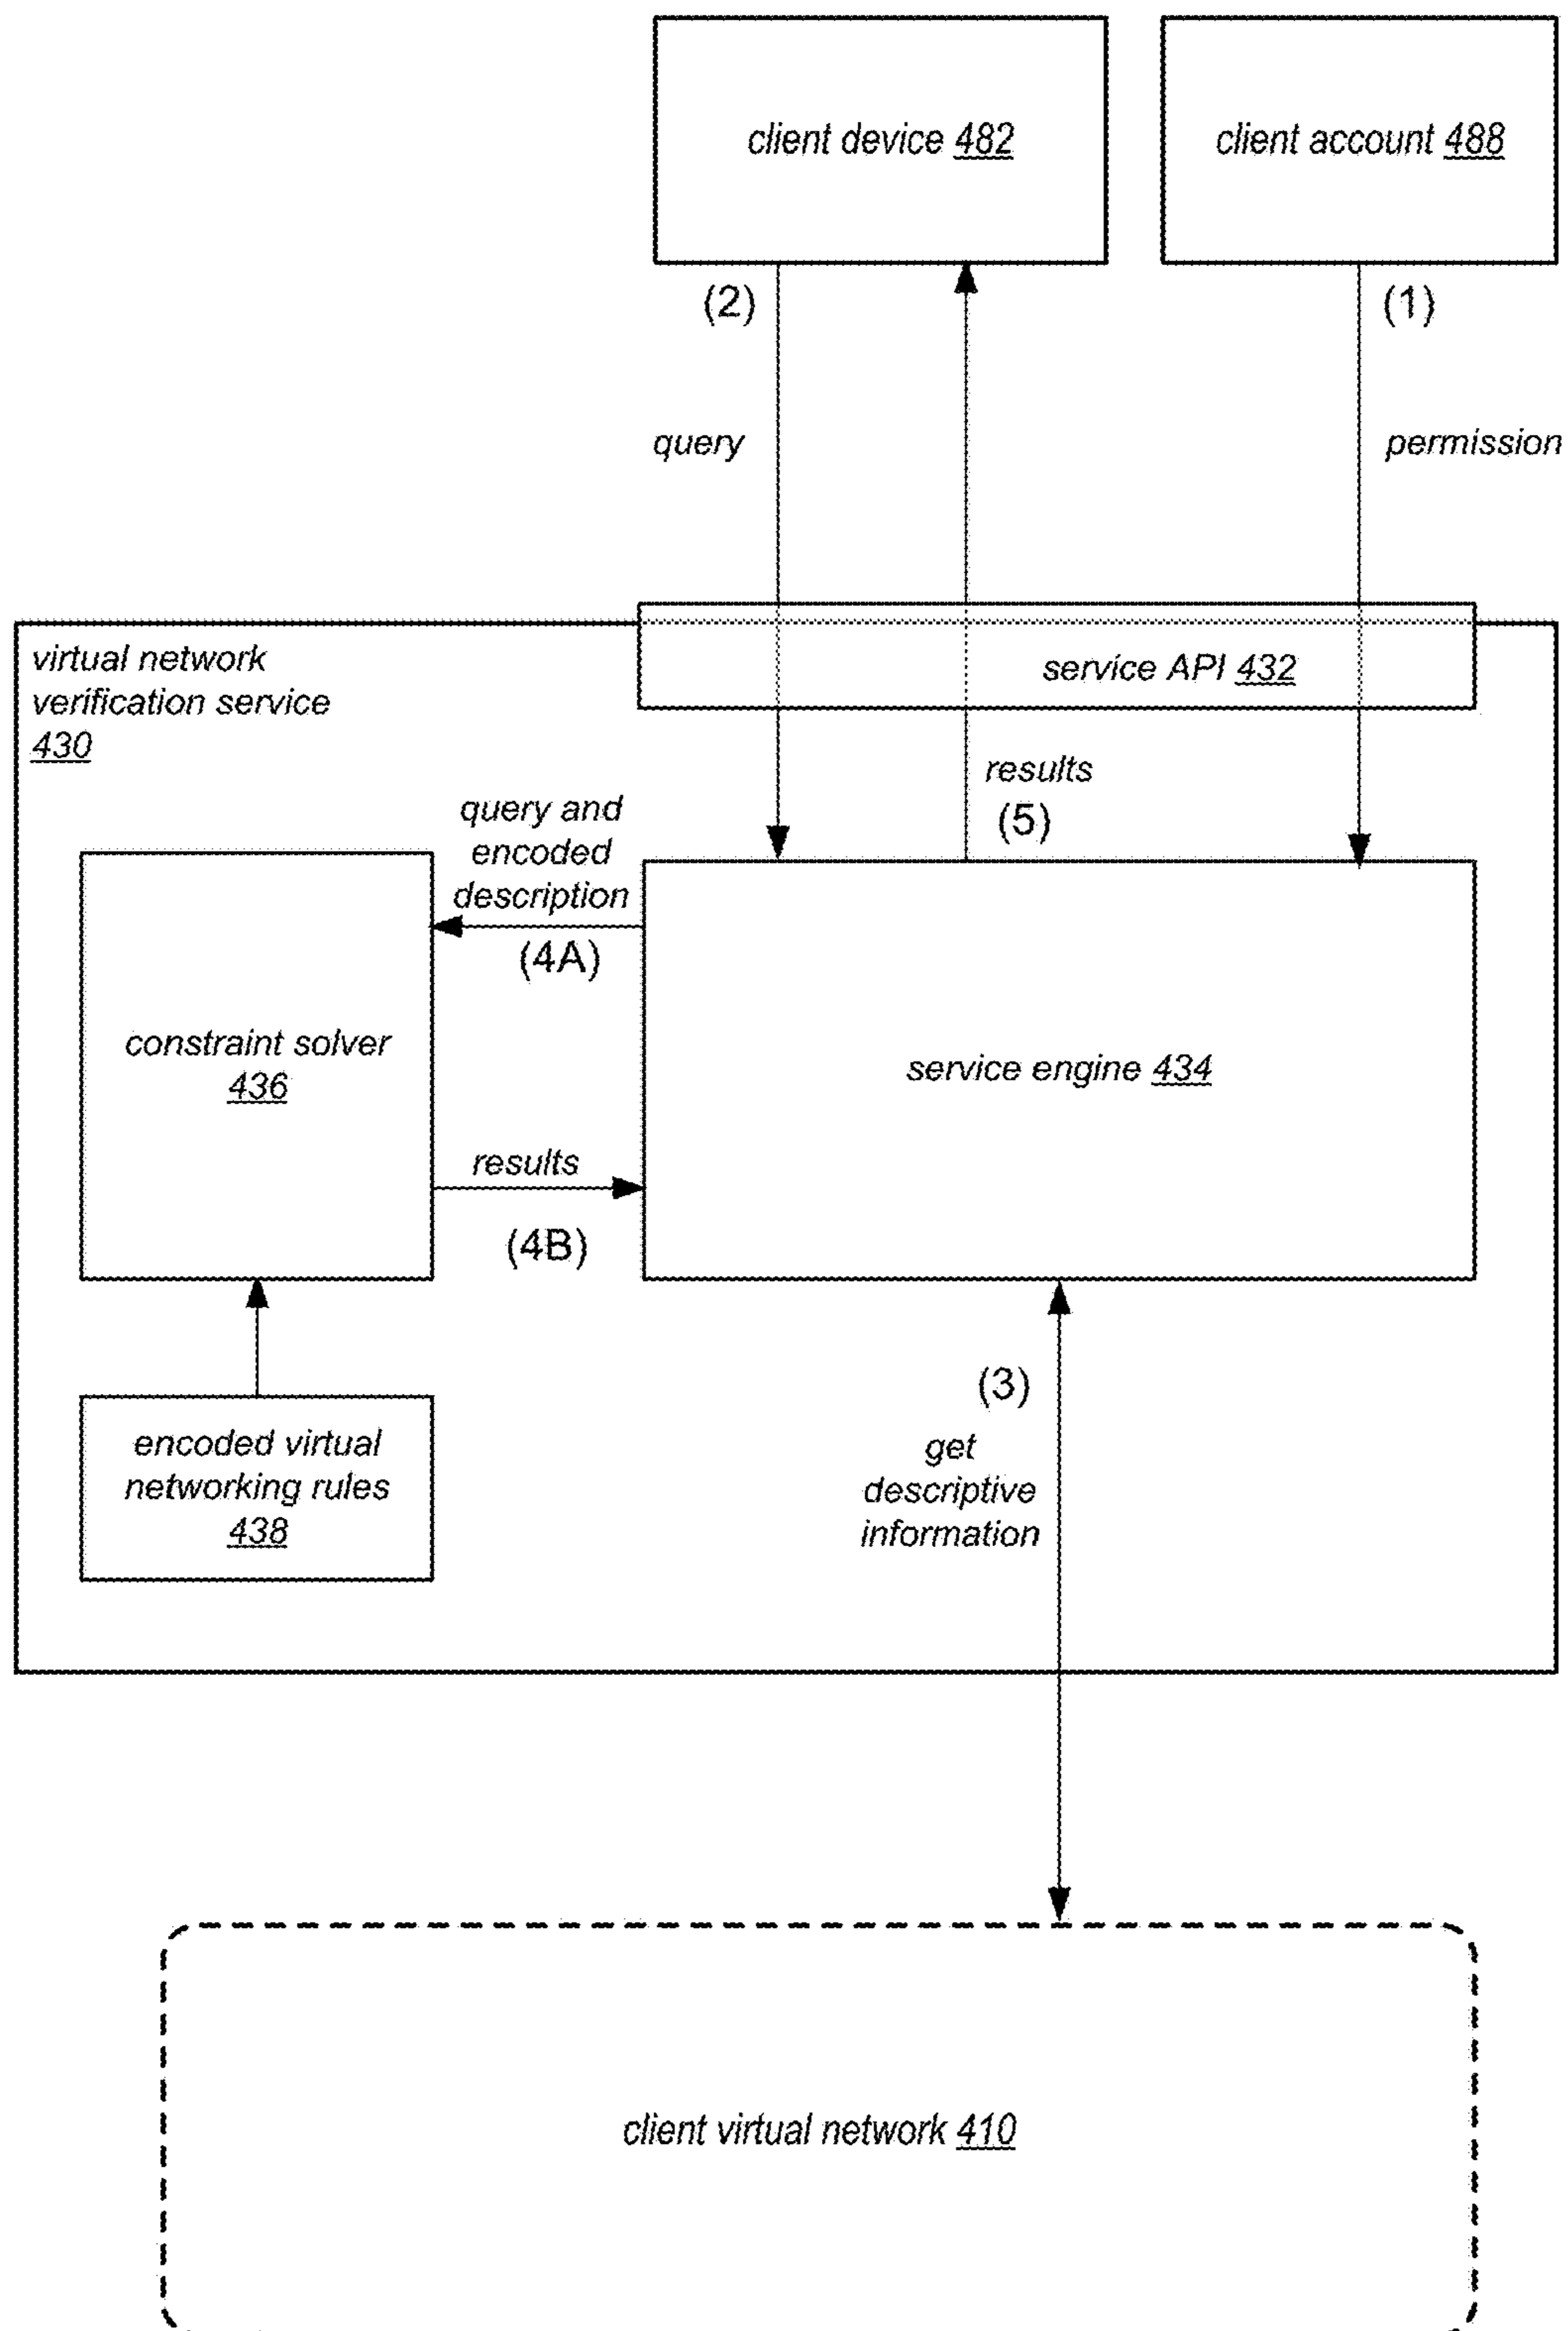 client device 482
client account 488
(2)
(1)
query
permission
virtual network
verification service
430
service API 432
results
(5)
query and
encoded
description
(4A)
constraint solver
436
service engine 434
results
(4B)
(3)
get
descriptive
information
encoded virtual
networking rules
438
client virtual network 410